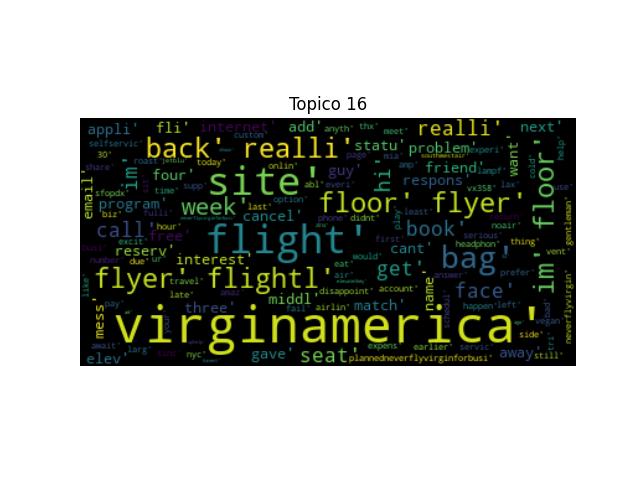 Topico 16
appli' fli' internet' add' anyth' thx' meet' realli' next'
selfservic' custom'
back' realli' statu' problem' experi'
30' share' roast' jetblu' today' onlin' page' mia' southwestair' want' help'
email' im' four' site' abl' everi' guy' hi' amp' friend' lampf' cold'
sfopdx' time' supp' option' respons' vx358' lax' use'
program' week' floor' flyer' floor'
biz' fulli' last' phone' didnt' play' least'
call' hour' cancel' book' noair' gentleman'
excit' free' reserv' flight' first' cant' headphon' thing' vent'
due' ur' interest' would' get' bag' prefer' im'
number' eat' air' answer'
flyer' flightl' travel' disappoint' account' name' face' happen' left'
like' late' middl' match' vegan'
mess' pay' three' fail' airlin' neverflyvirgin'
virginamerica' side' tri'
await' due' expens' earlier' servic' still'
elev' larg' nyc' gave' seat' plannedneverflyvirginforbusi' away' serious'